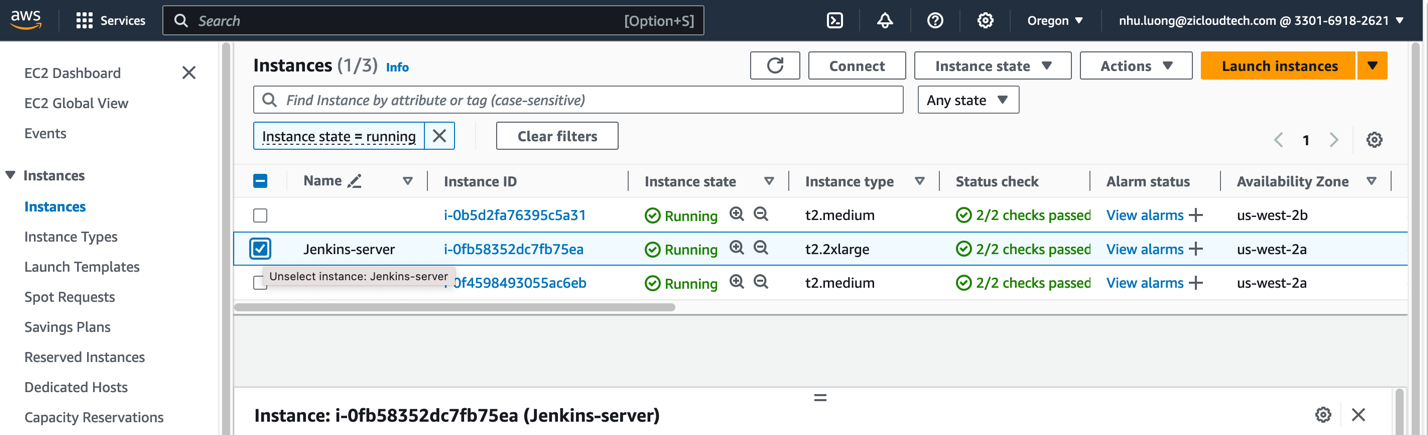 aws Services Search [Option+S] Oregon nhu.luong@zicloudtech.com @ 3301-6918-2621
EC2 Dashboard
EC2 Global View
Events
Instances
Instances
Instance Types
Launch Templates
Spot Requests
Savings Plans
Reserved Instances
Dedicated Hosts
Capacity Reservations
Instances (1/3) Info Connect Instance state Actions Launch instances
Find Instance by attribute or tag (case-sensitive) Any state
Instance state = running Clear filters 1
Name Instance ID Instance state Instance type Status check Alarm status Availability Zone
i-0b5d2fa76395c5a31 Running t2.medium 2/2 checks passed View alarms us-west-2b
Jenkins-server i-0fb58352dc7fb75ea Running t2.2xlarge 2/2 checks passed View alarms us-west-2a
Unselect instance: Jenkins-server
i-0f4598493055ac6eb Running t2.medium 2/2 checks passed View alarms us-west-2a
Instance: i-0fb58352dc7fb75ea (Jenkins-server)